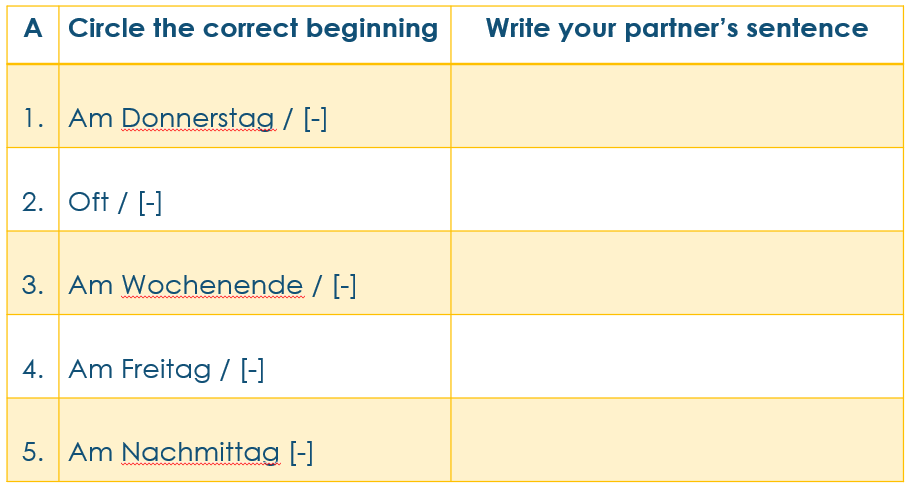 A Circle the correct beginning Write your partner’s sentence
1. Am Donnerstag / [-]
2. Oft / [-]
3. Am Wochenende / [-]
4. Am Freitag / [-]
5. Am Nachmittag [-]